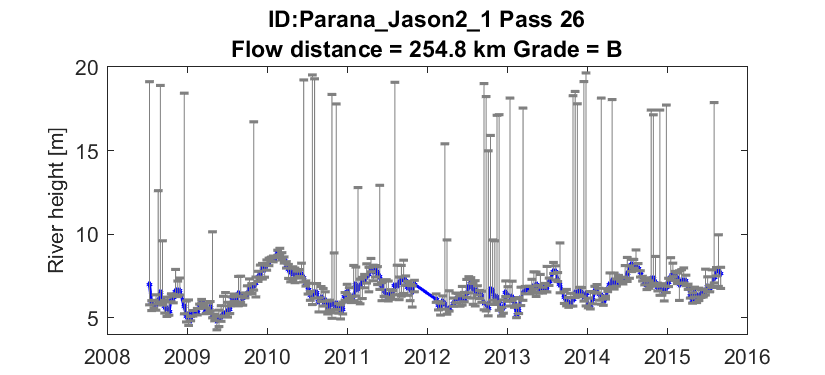 ID:Parana_Jason2_1 Pass 26
Flow distance = 254.8 km Grade = B
20
15
10
5
River height [m]
2008 2009 2010 2011 2012 2013 2014 2015 2016